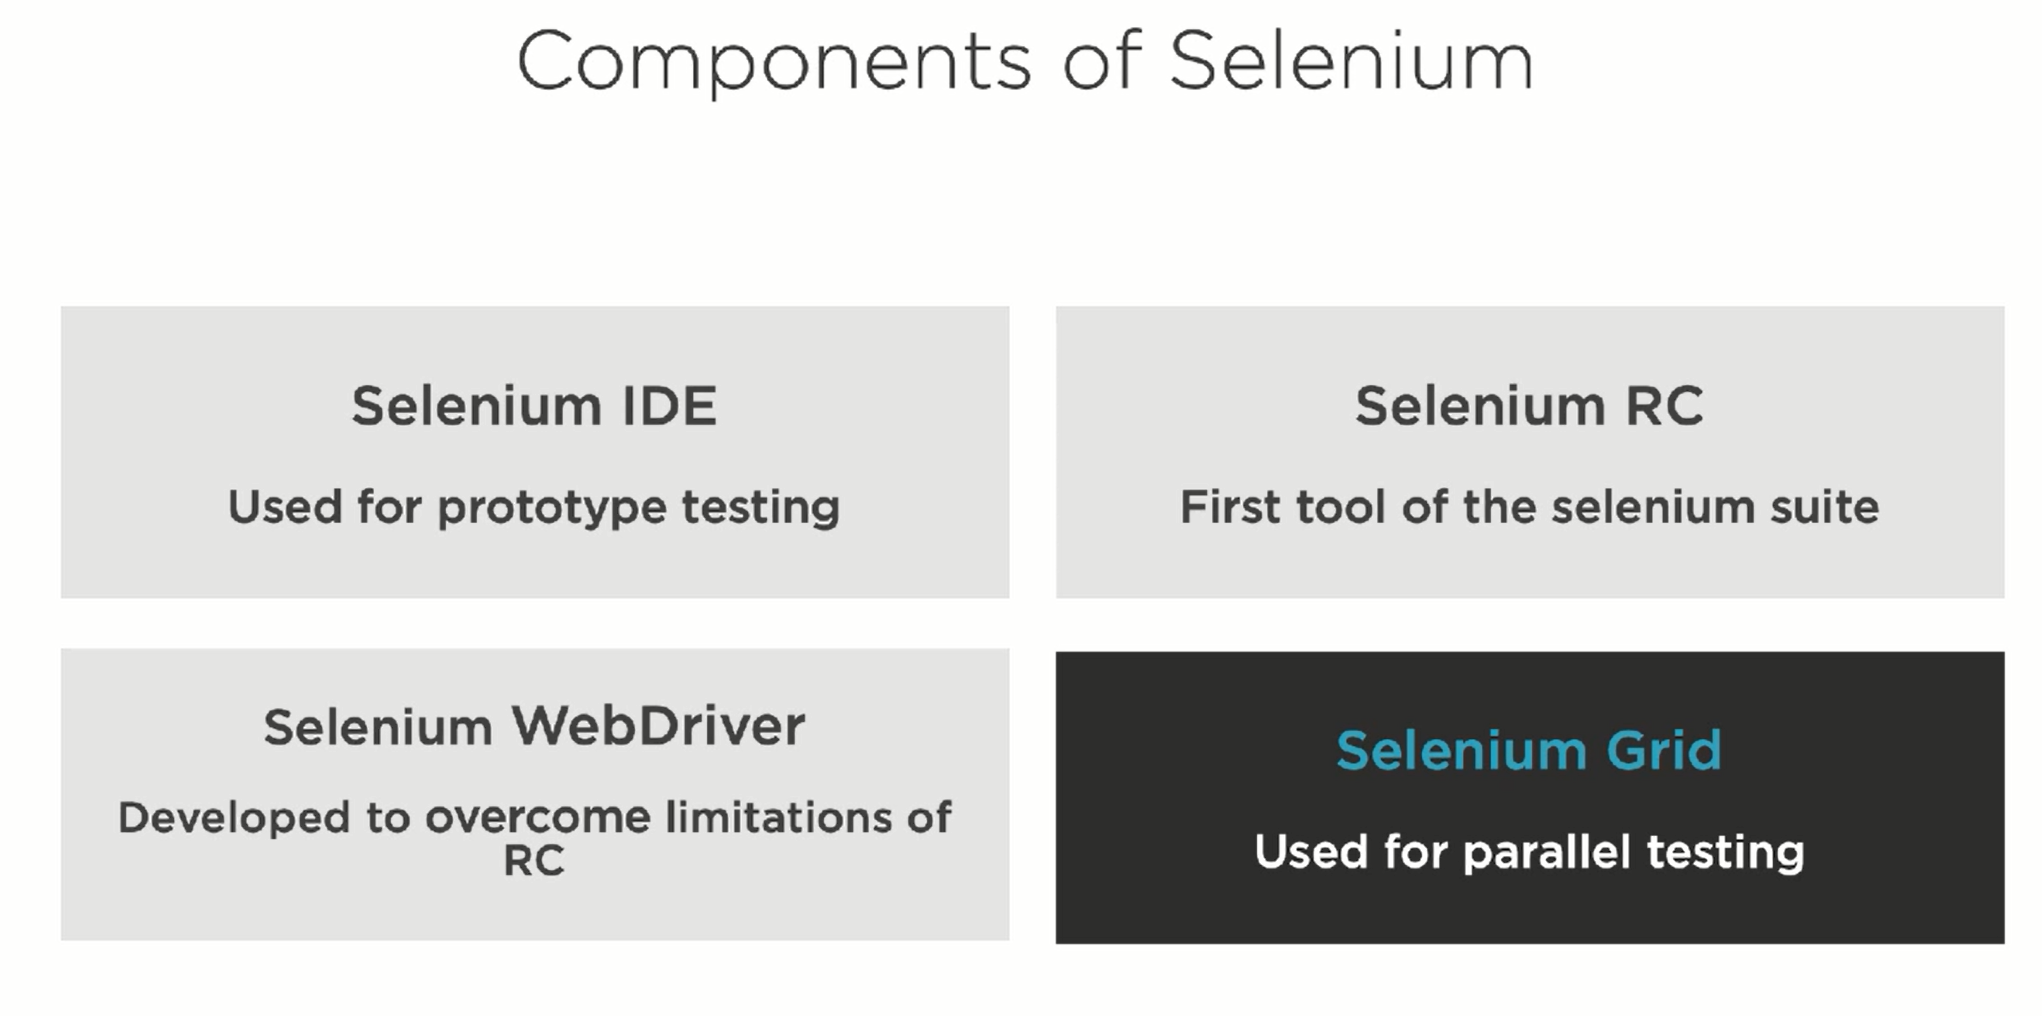 Components of Selenium
Selenium IDE
Used for prototype testing
Selenium RC
First tool of the selenium suite
Selenium WebDriver
Developed to overcome limitations of
RC
Selenium Grid
Used for parallel testing